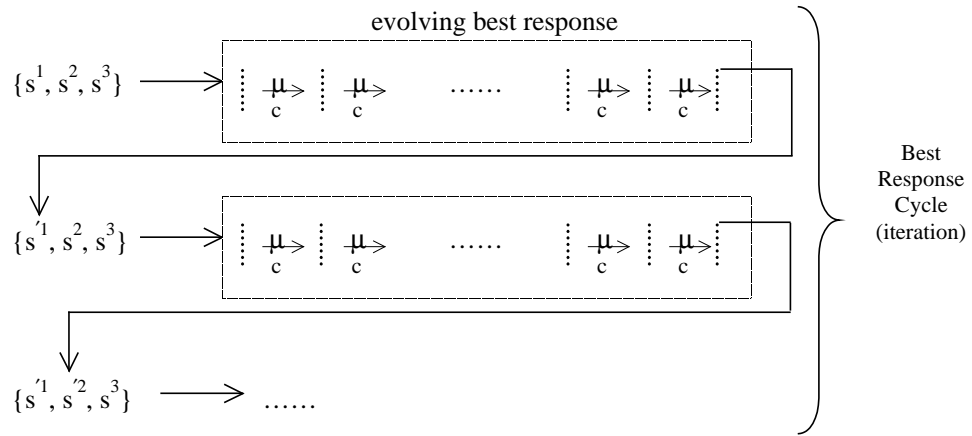 evolving best response
{s¹, s², s³}
μ μ ...... μ μ
c c c c
Best
Response
Cycle
(iteration)
{s′¹, s², s³}
μ μ ...... μ μ
c c c c
{s′¹, s′², s³}
......